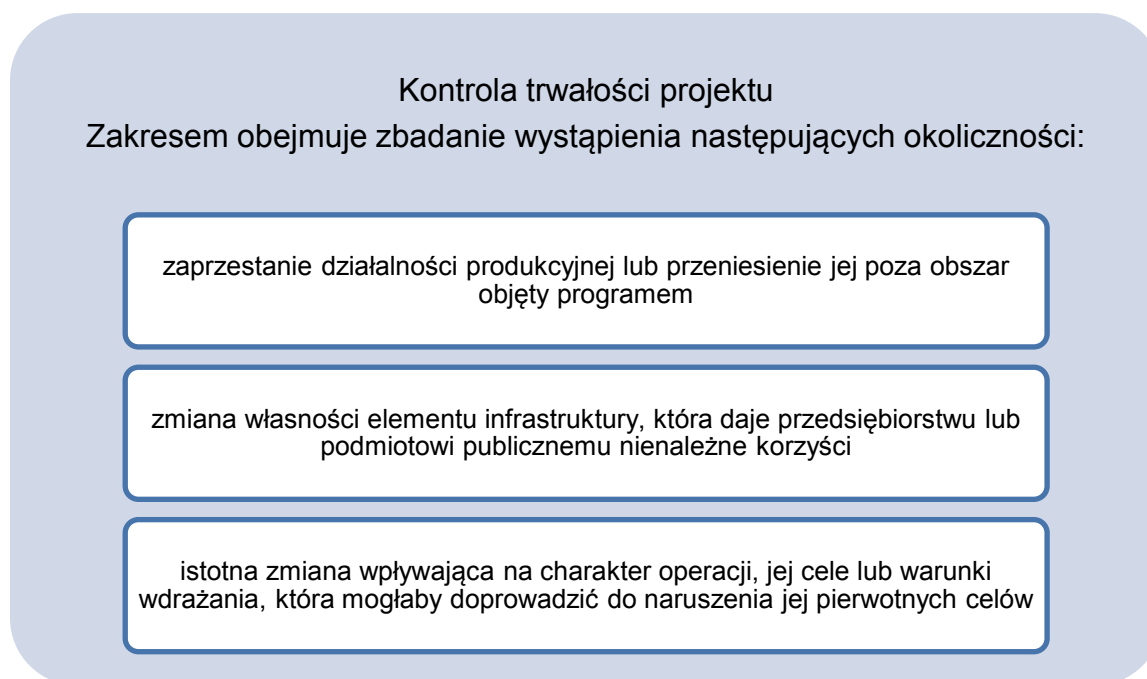 Kontrola trwałości projektu
Zakresem obejmuje zbadanie wystąpienia następujących okoliczności:
zaprzestanie działalności produkcyjnej lub przeniesienie jej poza obszar
objęty programem
zmiana własności elementu infrastruktury, która daje przedsiębiorstwu lub
podmiotowi publicznemu nienależne korzyści
istotna zmiana wpływająca na charakter operacji, jej cele lub warunki
wdrażania, która mogłaby doprowadzić do naruszenia jej pierwotnych celów